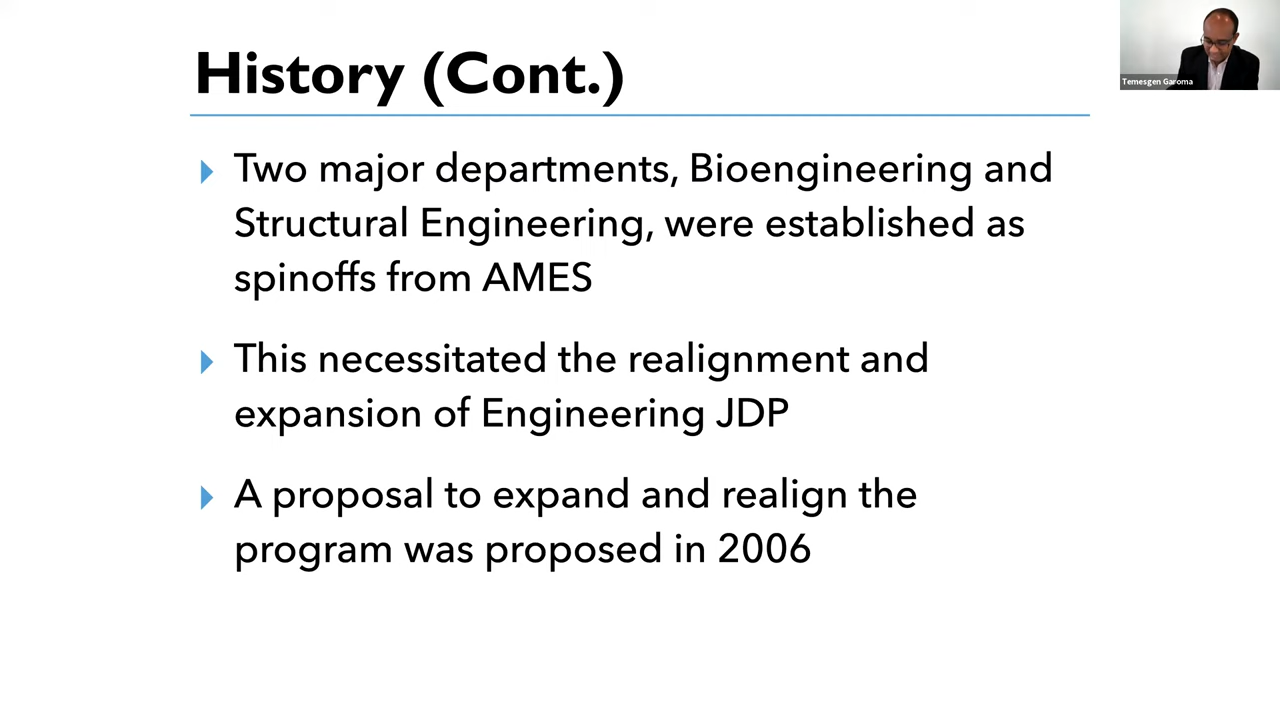 History (Cont.)
Temesgen Garoma
Two major departments, Bioengineering and
Structural Engineering, were established as
spinoffs from AMES
This necessitated the realignment and
expansion of Engineering JDP
A proposal to expand and realign the
program was proposed in 2006